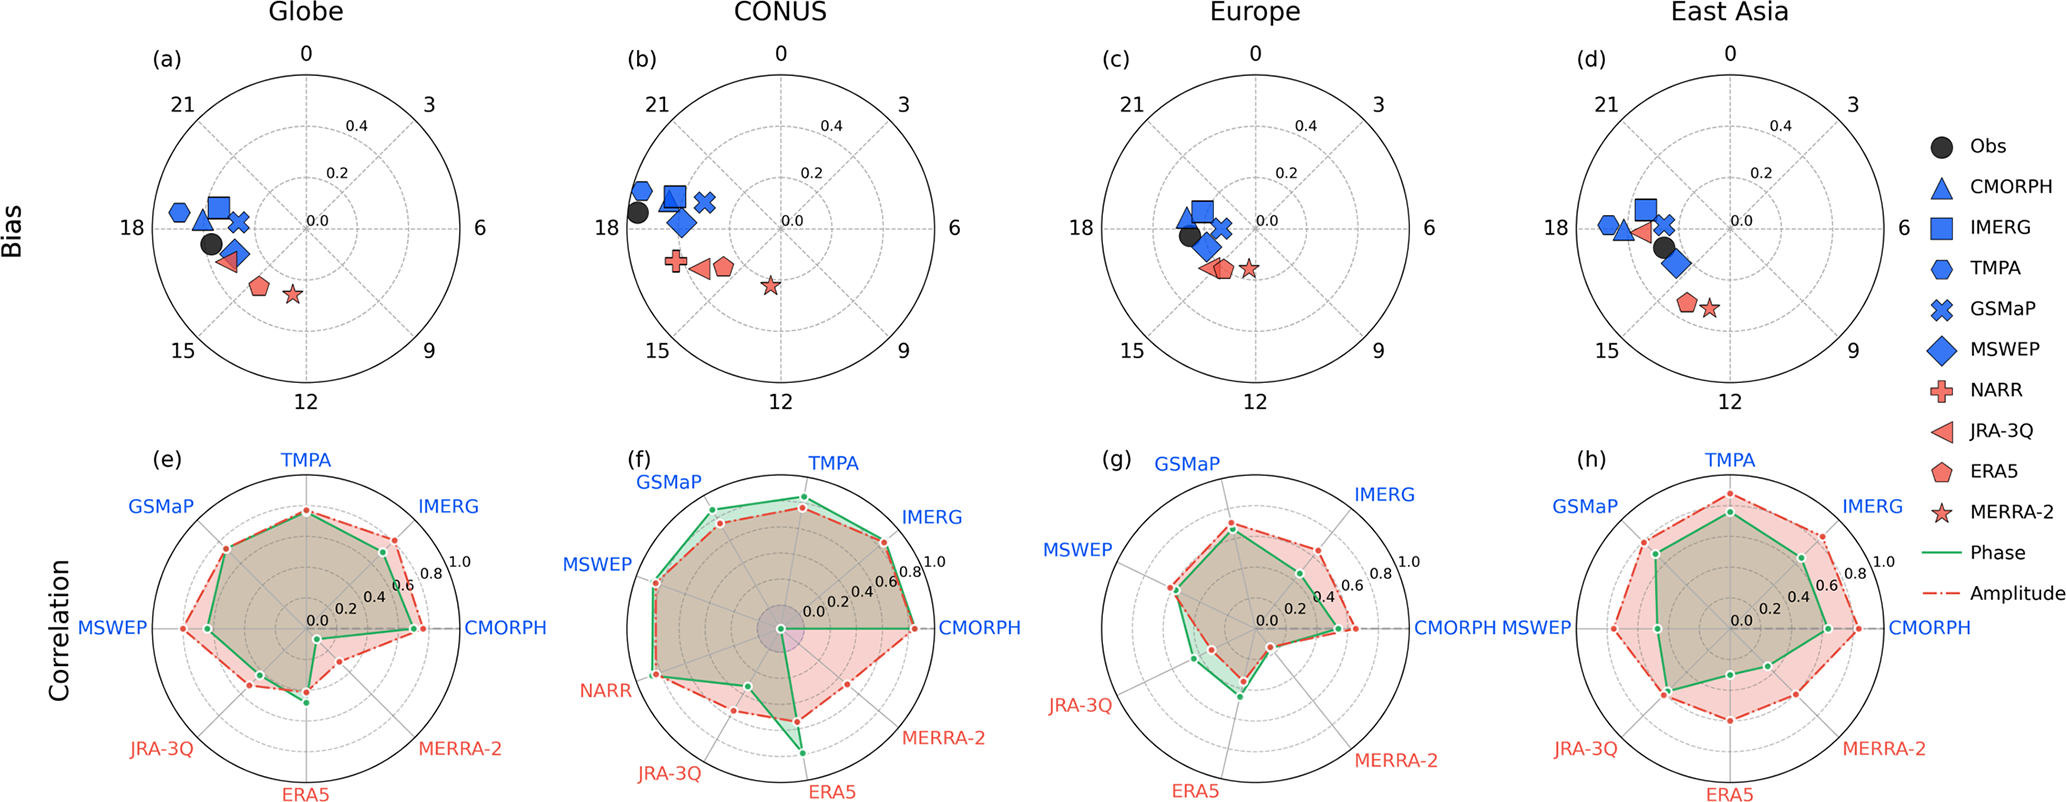 Globe
CONUS
Europe
East Asia
Bias
(a)
0
21
3
0.4
0.2
0.0
18
6
15
9
12
(b)
0
21
3
0.4
0.2
0.0
18
6
15
9
12
(c)
0
21
3
0.4
0.2
0.0
18
6
15
9
12
(d)
0
21
3
0.4
0.2
0.0
18
6
15
9
12
Obs
CMORPH
IMERG
TMPA
GSMaP
MSWEP
NARR
JRA-3Q
ERA5
MERRA-2
Phase
Amplitude
Correlation
(e)
TMPA
GSMaP
IMERG
1.0
0.8
0.6
0.4
0.2
0.0
MSWEP
CMORPH
JRA-3Q
MERRA-2
ERA5
(f)
TMPA
GSMaP
IMERG
1.0
0.8
0.6
0.4
0.2
0.0
MSWEP
CMORPH
NARR
MERRA-2
JRA-3Q
ERA5
(g)
GSMaP
IMERG
MSWEP
1.0
0.8
0.6
0.4
0.2
0.0
CMORPH
JRA-3Q
MERRA-2
ERA5
(h)
TMPA
GSMaP
IMERG
1.0
0.8
0.6
0.4
0.2
0.0
MSWEP
CMORPH
JRA-3Q
MERRA-2
ERA5